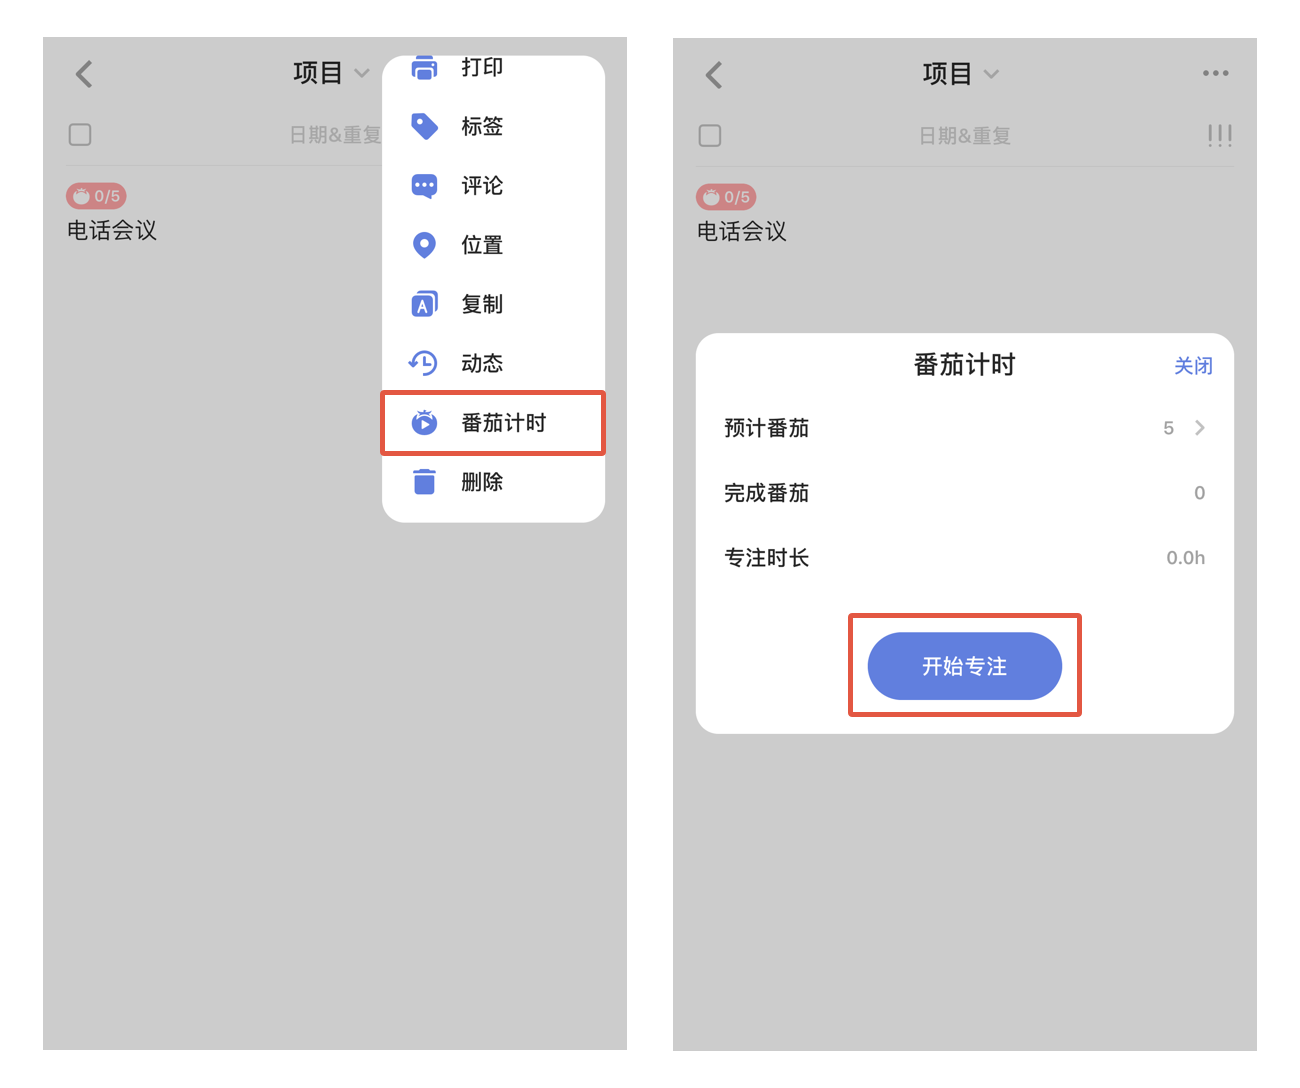 项目
日期&重复
0/5
电话会议
打印
标签
评论
位置
复制
动态
番茄计时
删除
项目
日期&重复
!!!
0/5
电话会议
番茄计时 关闭
预计番茄 5
完成番茄 0
专注时长 0.0h
开始专注